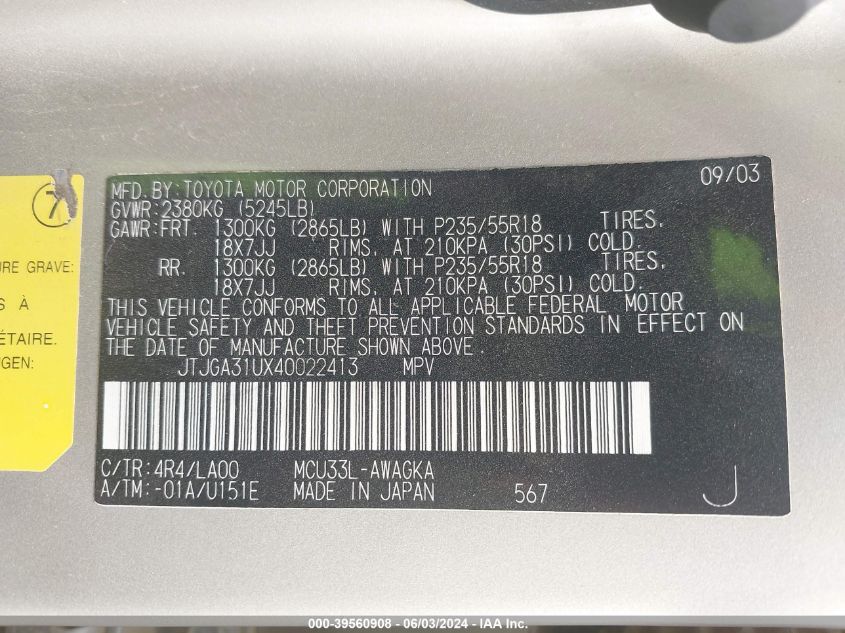 7
URE GRAVE:
S À
ÉTAIRE.
UGEN:
09/03
MFD.BY:TOYOTA MOTOR CORPORATION
GVWR:2380KG (5245LB)
GAWR:FRT. 1300KG (2865LB) WITH P235/55R18 TIRES,
18X7JJ RIMS, AT 210KPA (30PSI) COLD.
RR. 1300KG (2865LB) WITH P235/55R18 TIRES,
18X7JJ RIMS, AT 210KPA (30PSI) COLD.
THIS VEHICLE CONFORMS TO ALL APPLICABLE FEDERAL MOTOR
VEHICLE SAFETY AND THEFT PREVENTION STANDARDS IN EFFECT ON
THE DATE OF MANUFACTURE SHOWN ABOVE.
JTJGA31UX40022413 MPV
C/TR:4R4/LA00 MCU33L-AWAGKA
A/TM:-01A/U151E MADE IN JAPAN 567 J
000-39560908 - 06/03/2024 - IAA Inc.